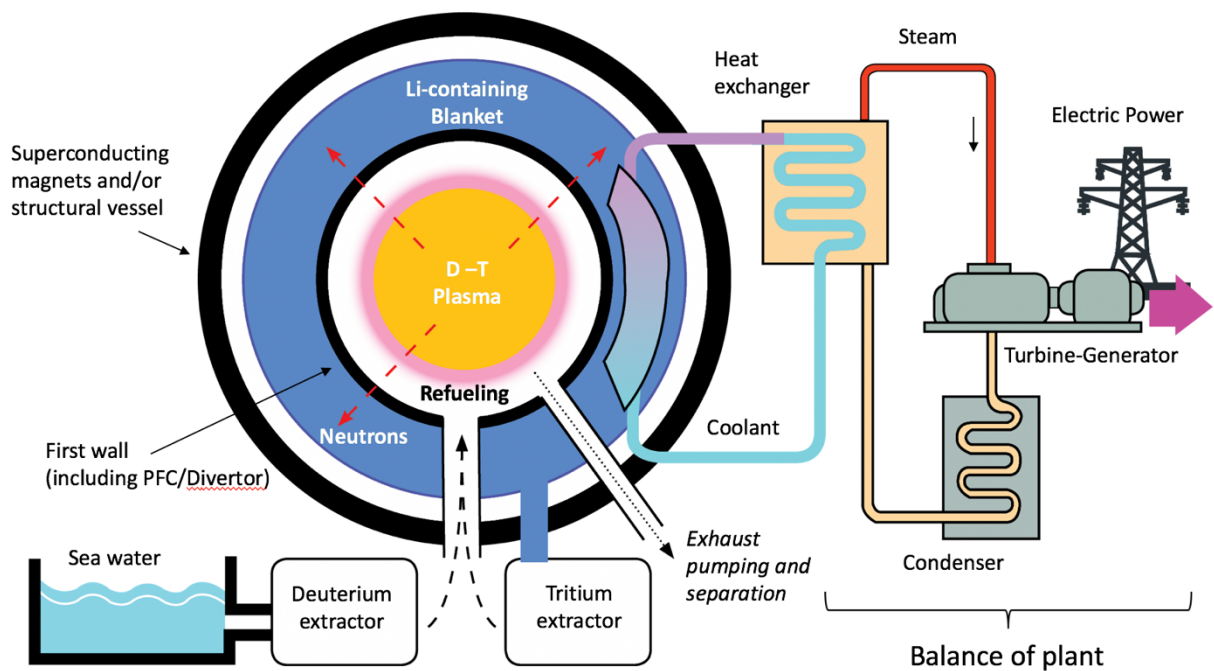 Steam
Heat
exchanger
Li-containing
Blanket
Electric Power
Superconducting
magnets and/or
structural vessel
D –T
Plasma
Turbine-Generator
Refueling
Neutrons
Coolant
First wall
(including PFC/Divertor)
Sea water
Deuterium
extractor
Tritium
extractor
Exhaust
pumping and
separation
Condenser
Balance of plant